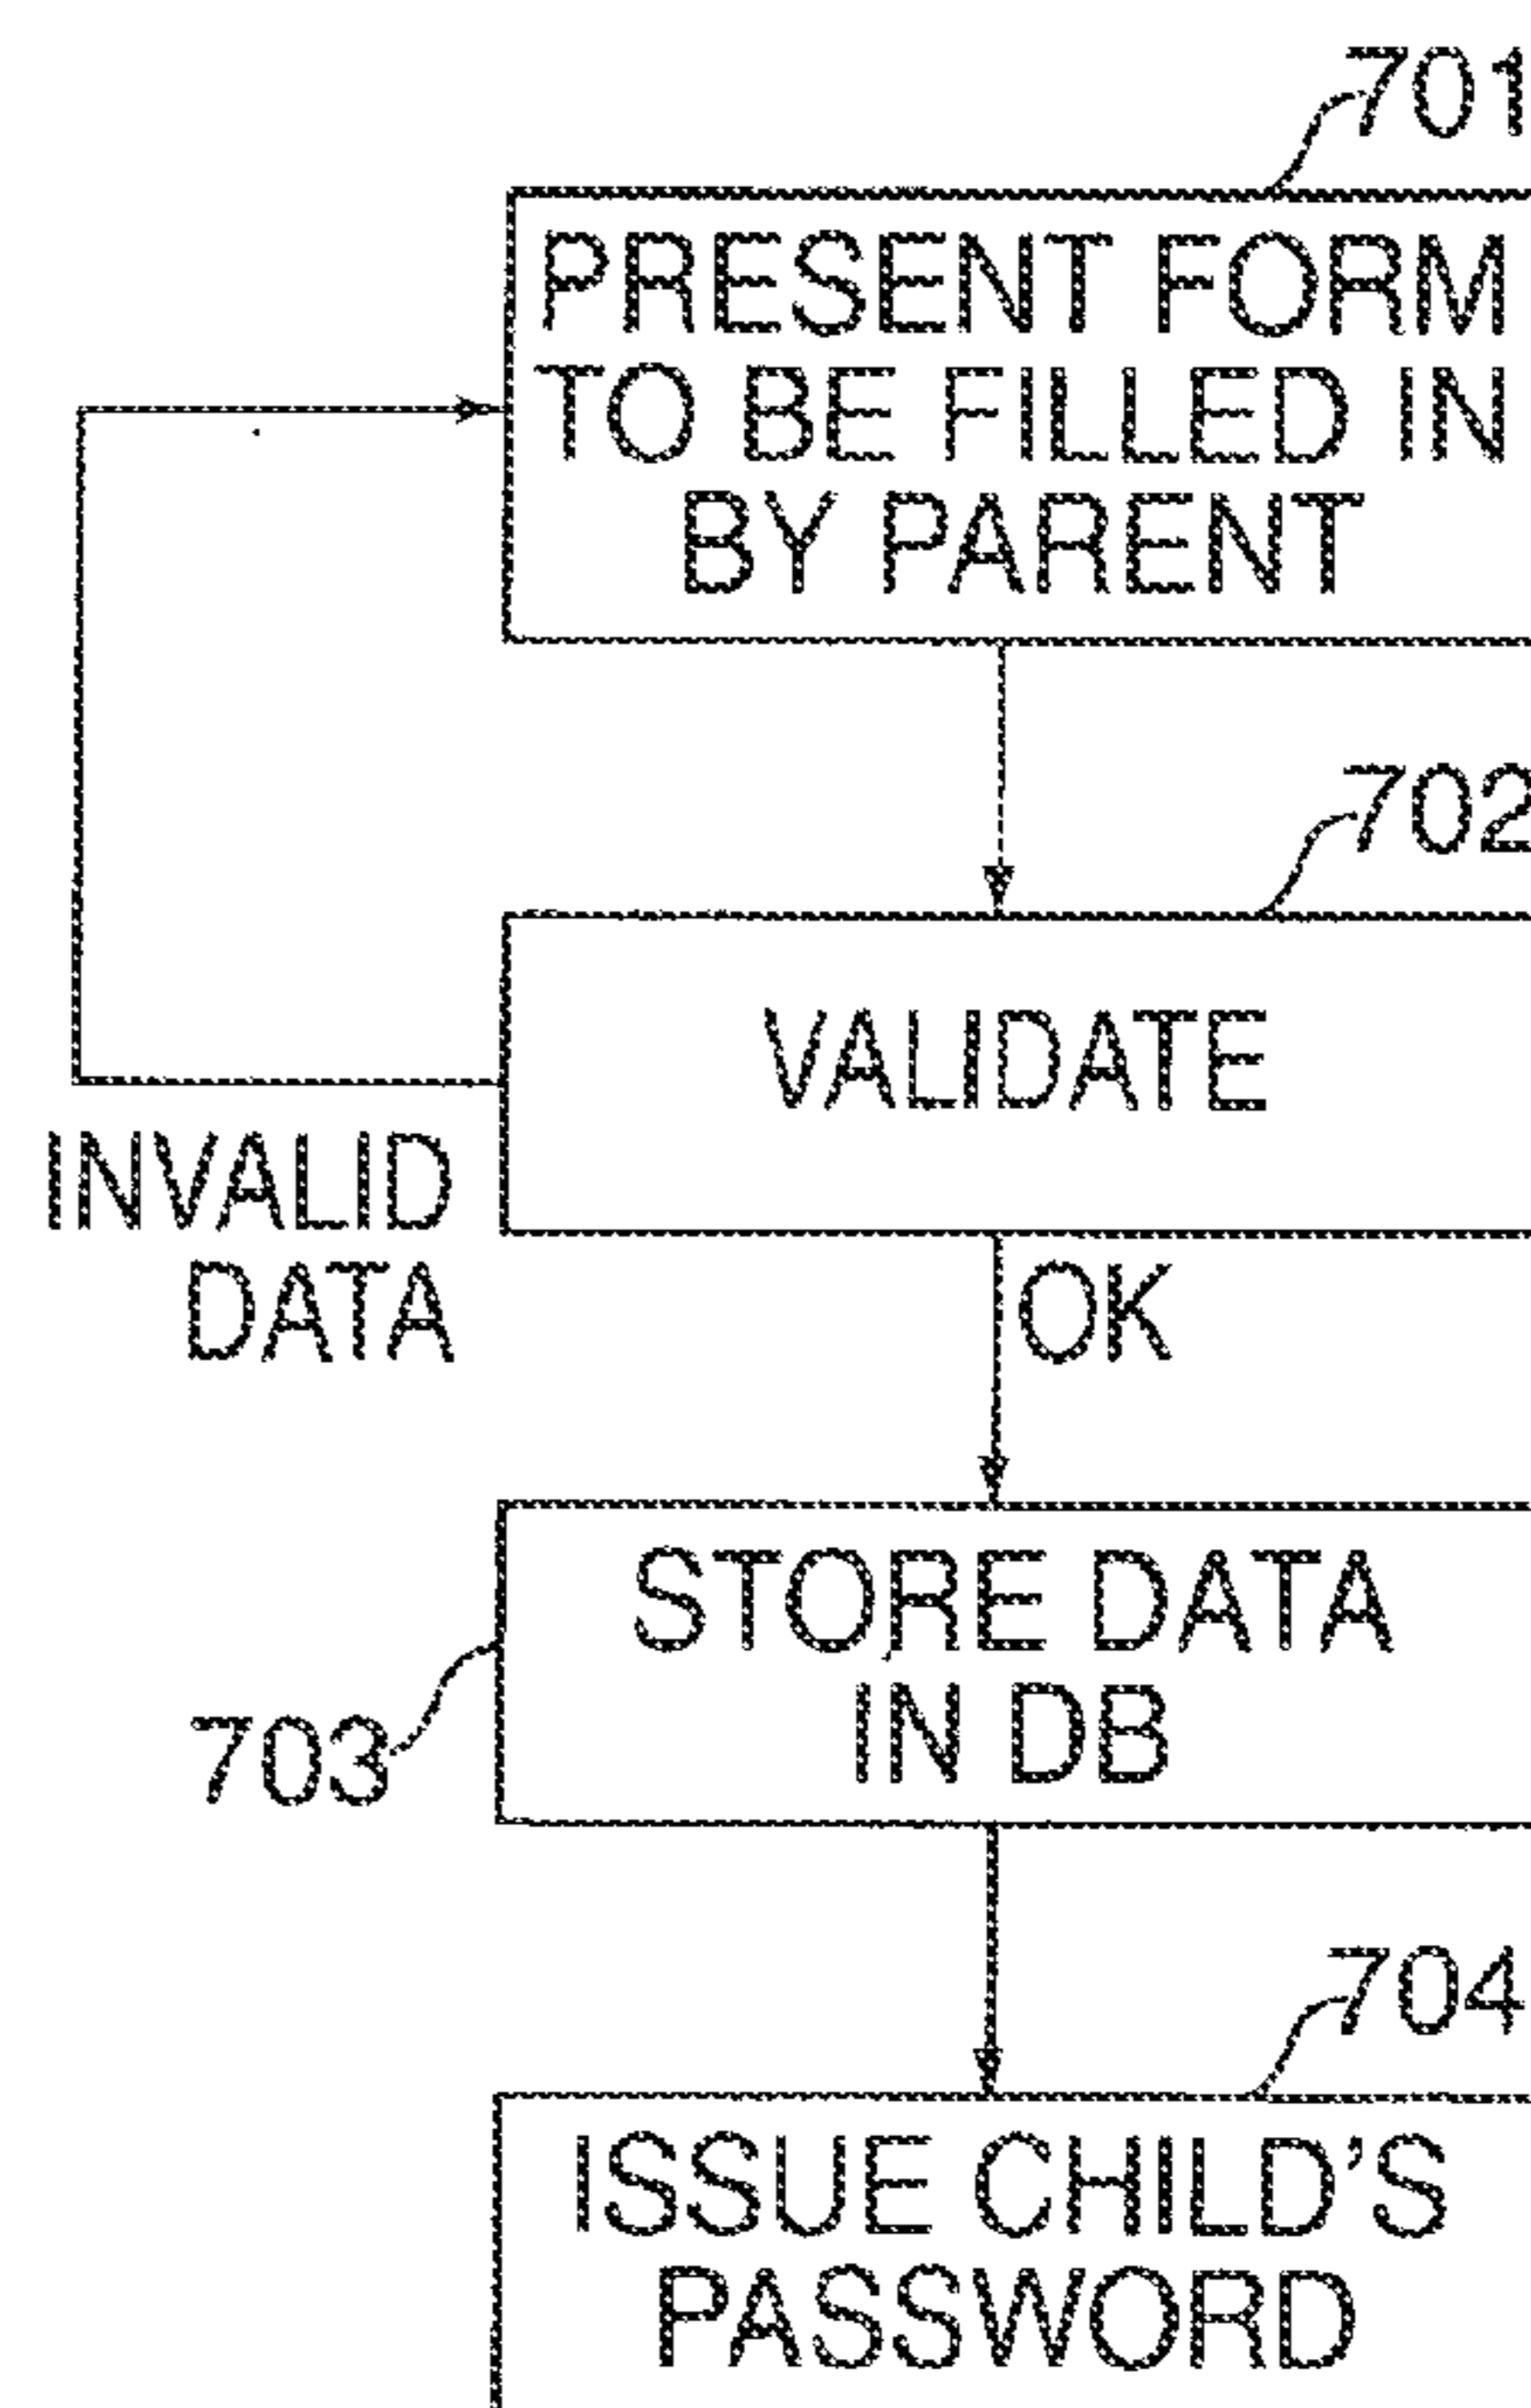 701
PRESENT FORM
TO BE FILLED IN
BY PARENT
702
VALIDATE
INVALID
DATA
OK
STORE DATA
IN DB
703
704
ISSUE CHILD'S
PASSWORD